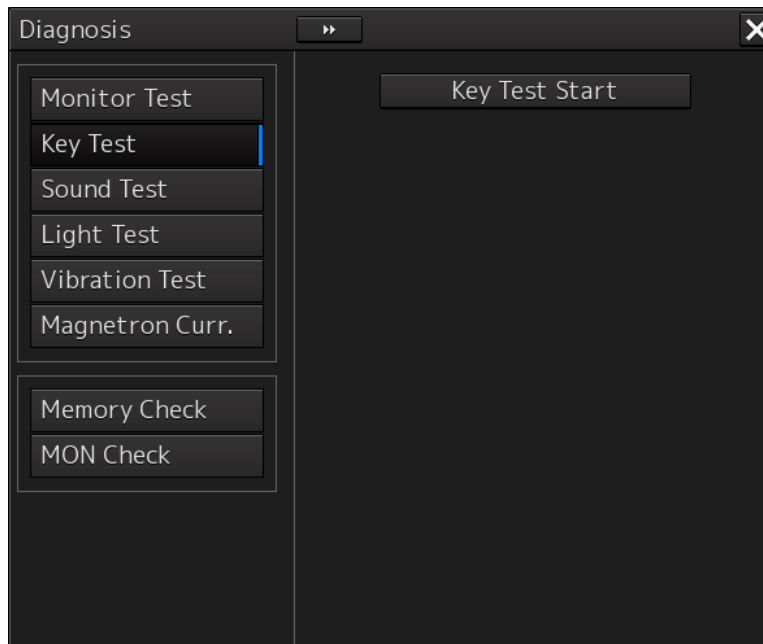 Diagnosis
Monitor Test
Key Test
Sound Test
Light Test
Vibration Test
Magnetron Curr.
Memory Check
MON Check
Key Test Start